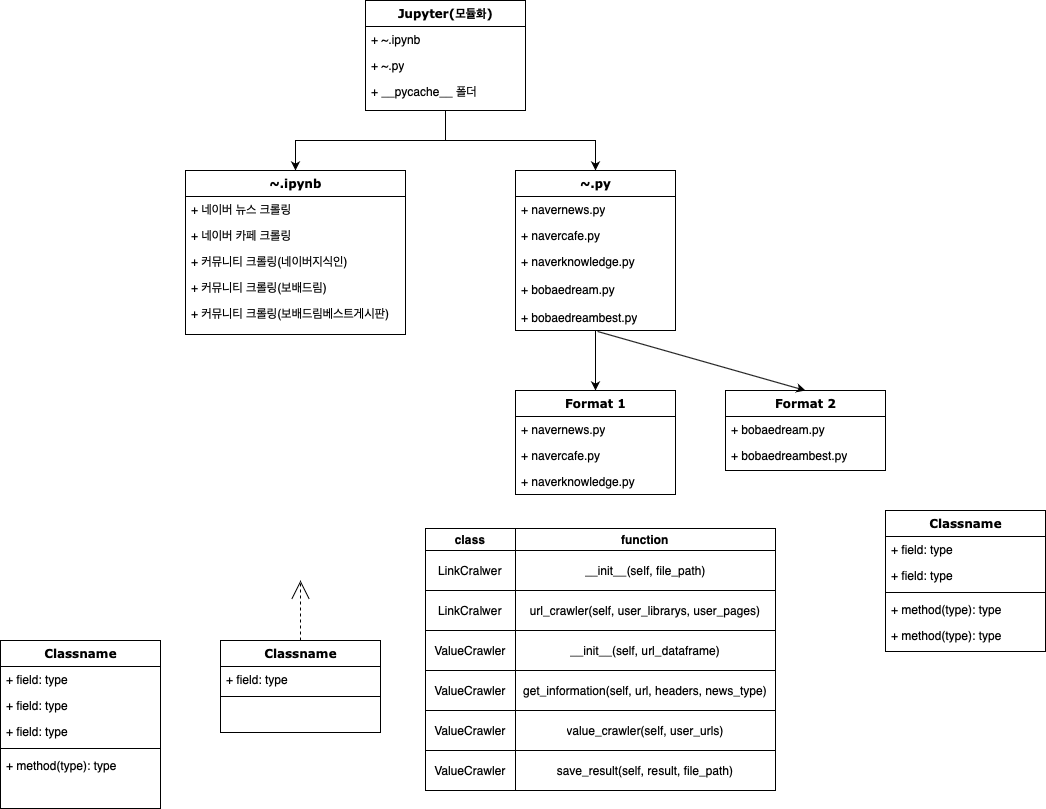 Jupyter(모듈화)
+ ~.ipynb
+ ~.py
+ __pycache__ 폴더
~.ipynb
+ 네이버 뉴스 크롤링
+ 네이버 카페 크롤링
+ 커뮤니티 크롤링(네이버지식인)
+ 커뮤니티 크롤링(보배드림)
+ 커뮤니티 크롤링(보배드림베스트게시판)
~.py
+ navernews.py
+ navercafe.py
+ naverknowledge.py
+ bobaedream.py
+ bobaedreambest.py
Format 1
+ navernews.py
+ navercafe.py
+ naverknowledge.py
Format 2
+ bobaedream.py
+ bobaedreambest.py
Classname
+ field: type
+ field: type
+ method(type): type
+ method(type): type
class function
LinkCralwer __init__(self, file_path)
LinkCralwer url_crawler(self, user_librarys, user_pages)
ValueCrawler __init__(self, url_dataframe)
ValueCrawler get_information(self, url, headers, news_type)
ValueCrawler value_crawler(self, user_urls)
ValueCrawler save_result(self, result, file_path)
Classname
+ field: type
+ field: type
+ field: type
+ method(type): type
Classname
+ field: type